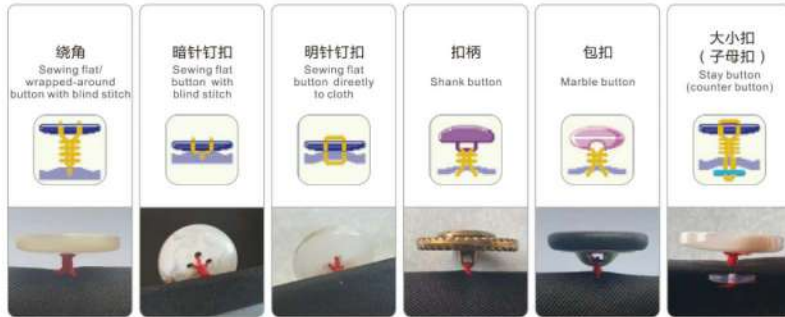 绕角
Sewing flat/
wrapped-around
button with blind stitch
暗针钉扣
Sewing flat
button with
blind stitch
明针钉扣
Sewing flat
button direetly
to cloth
扣柄
Shank button
包扣
Marble button
大小扣
（子母扣）
Stay button
(counter button)